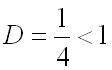 D = 1/4 < 1